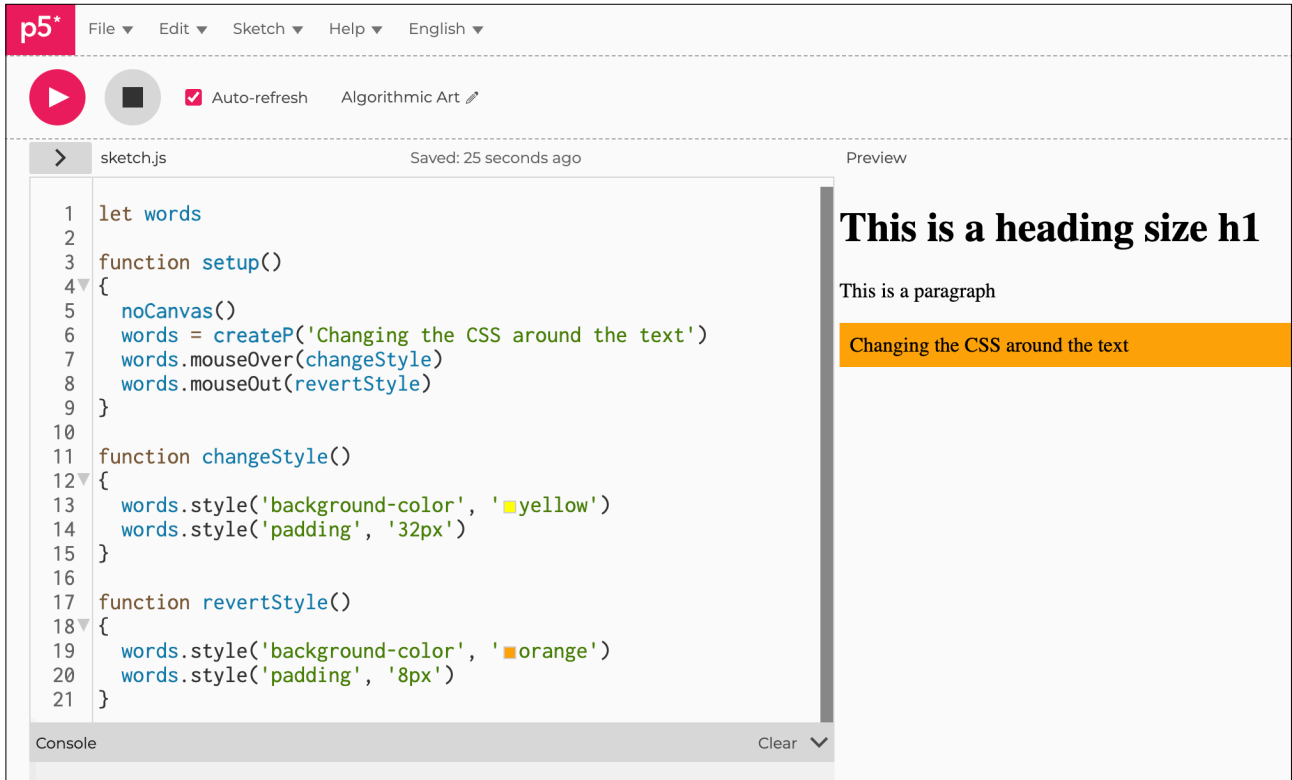 p5* File Edit Sketch Help English
Auto-refresh Algorithmic Art
sketch.js Saved: 25 seconds ago Preview
1 let words
2
3 function setup()
4 {
5 noCanvas()
6 words = createP('Changing the CSS around the text')
7 words.mouseOver(changeStyle)
8 words.mouseOut(revertStyle)
9 }
10
11 function changeStyle()
12 {
13 words.style('background-color', 'yellow')
14 words.style('padding', '32px')
15 }
16
17 function revertStyle()
18 {
19 words.style('background-color', 'orange')
20 words.style('padding', '8px')
21 }
Console Clear
This is a heading size h1
This is a paragraph
Changing the CSS around the text